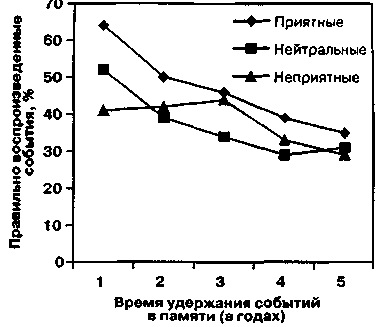 Правильно воспроизведенные
события, %
70
60
50
40
30
20
10
0
Приятные
Нейтральные
Неприятные
1 2 3 4 5
Время удержания событий
в памяти (в годах)